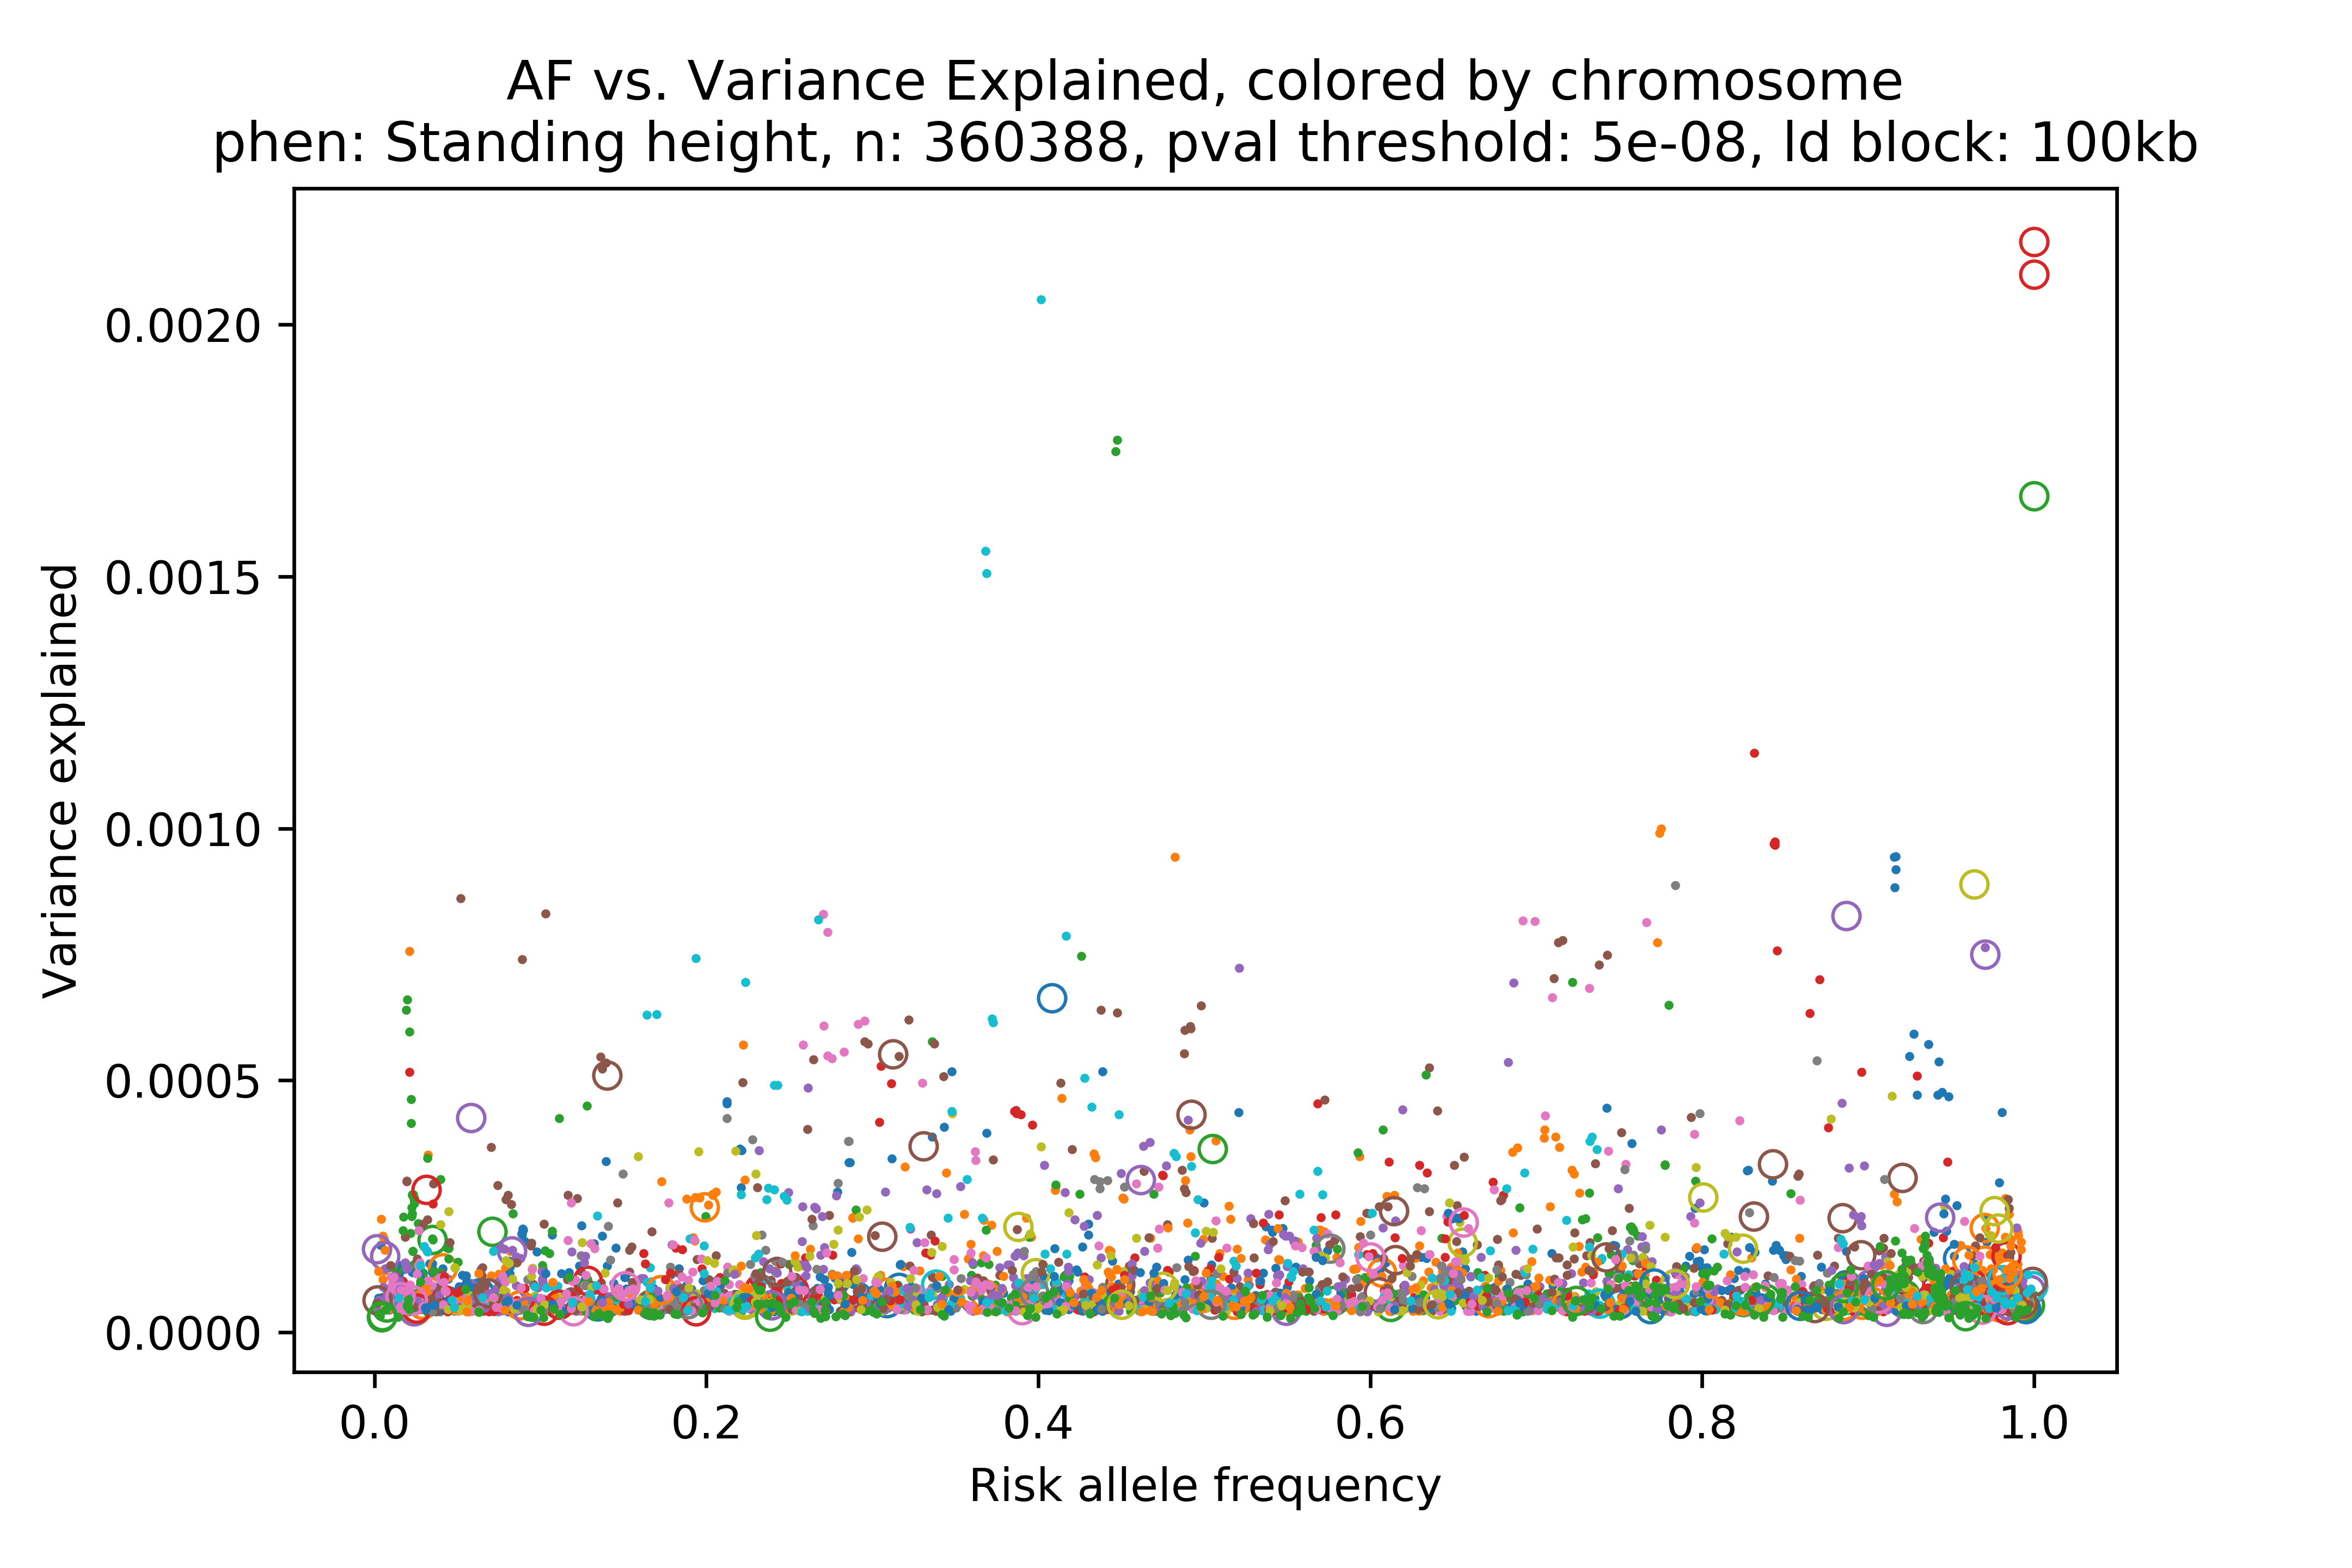 AF vs. Variance Explained, colored by chromosome
phen: Standing height, n: 360388, pval threshold: 5e-08, ld block: 100kb
Variance explained
0.0020
0.0015
0.0010
0.0005
0.0000
0.0 0.2 0.4 0.6 0.8 1.0
Risk allele frequency